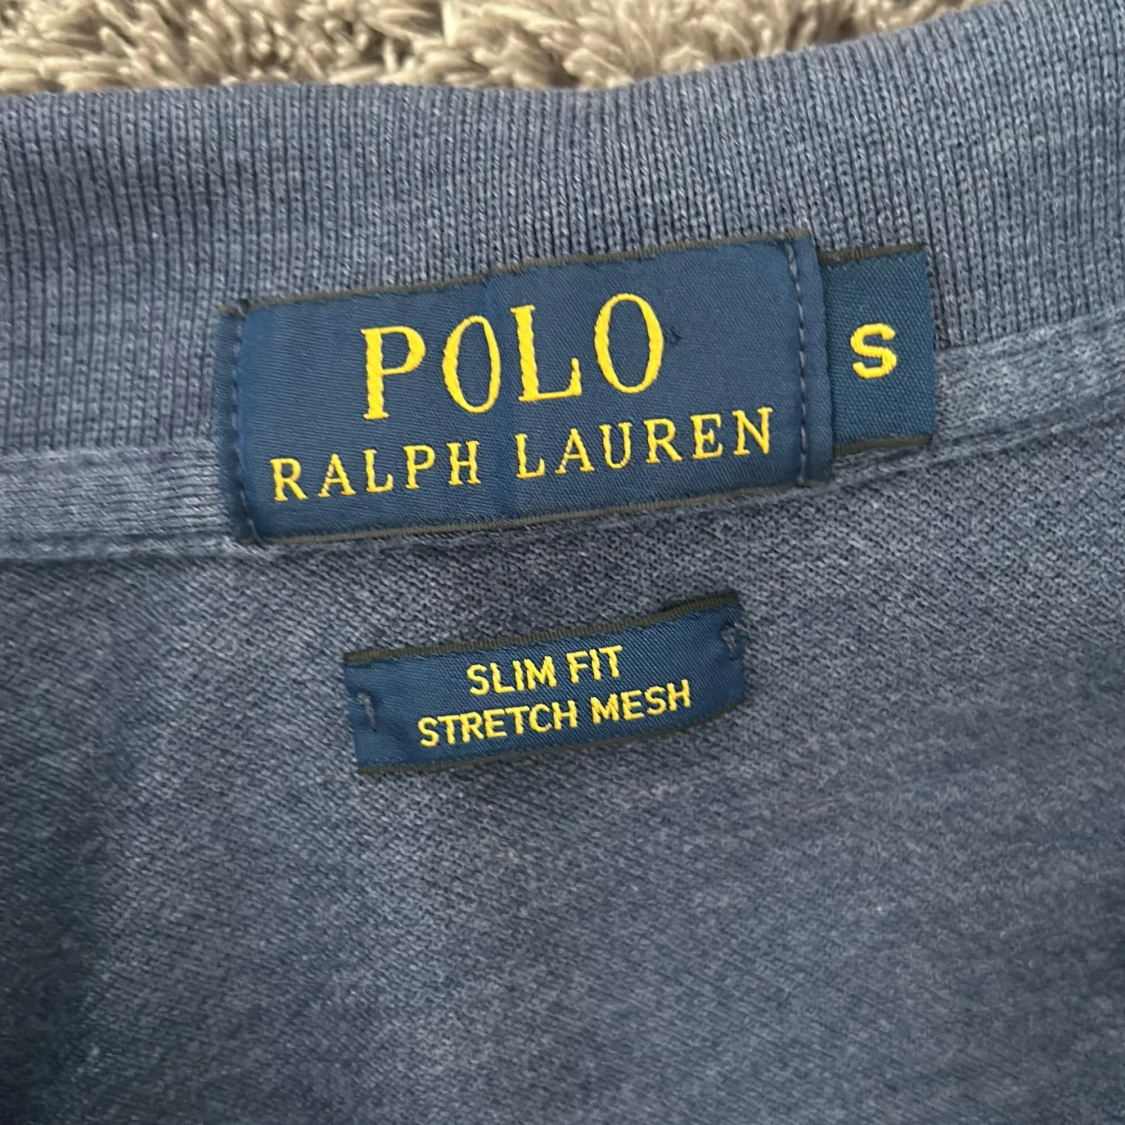 POLO
RALPH LAUREN
S
SLIM FIT
STRETCH MESH